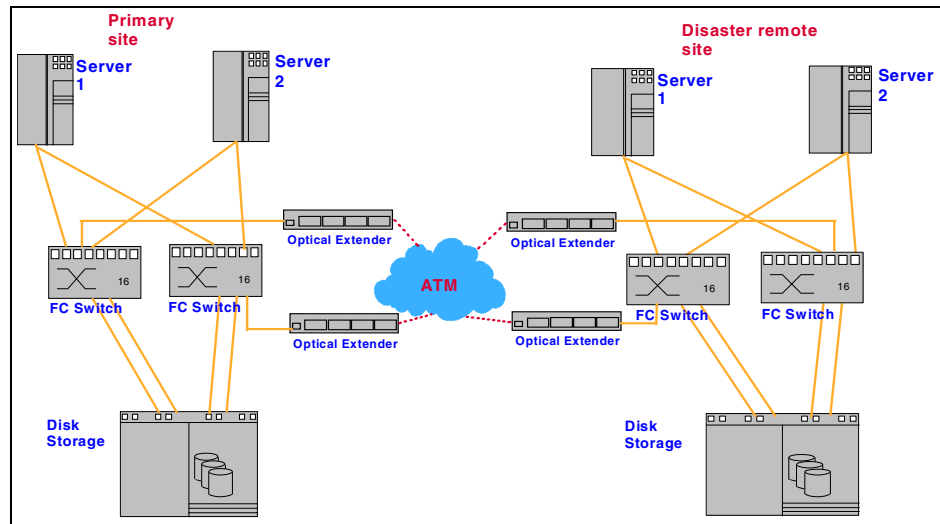 Primary
site
Disaster remote
site
Server
1
Server
2
Server
1
Server
2
Optical Extender
Optical Extender
ATM
16
16
16
16
FC Switch
FC Switch
FC Switch
FC Switch
Optical Extender
Optical Extender
Disk
Storage
Disk
Storage